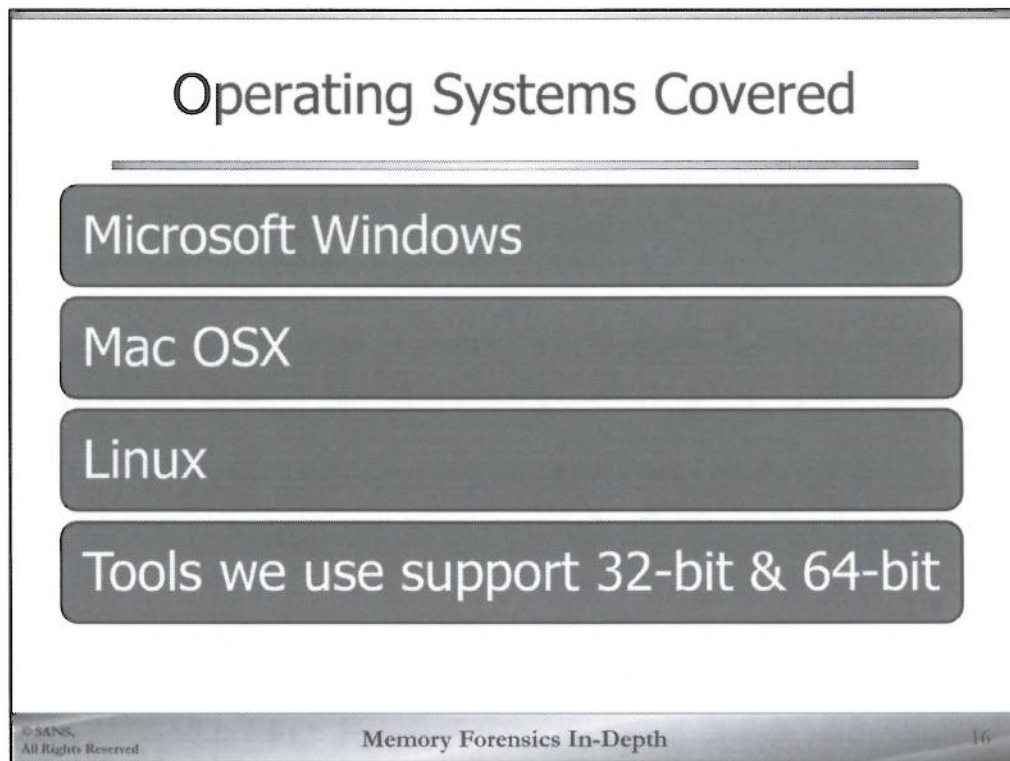 Operating Systems Covered
Microsoft Windows
Mac OSX
Linux
Tools we use support 32-bit & 64-bit
© SANS,
All Rights Reserved
Memory Forensics In-Depth
16